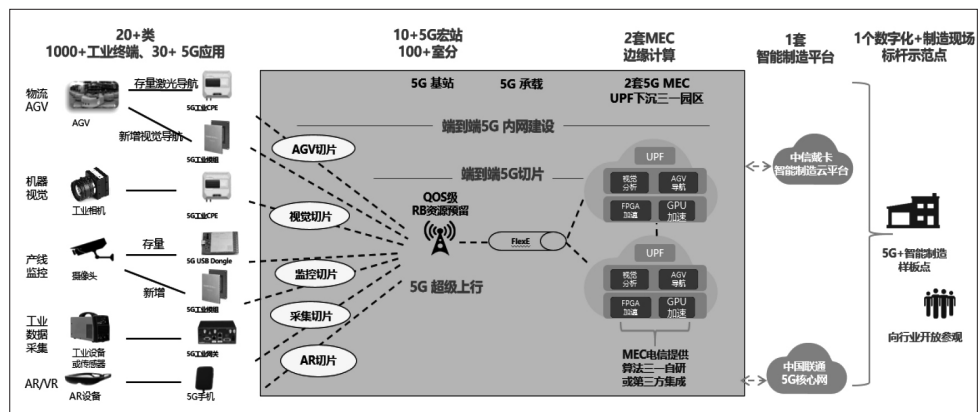 20+类
1000+工业终端、30+ 5G应用
10+5G宏站
100+室分
2套MEC
边缘计算
1套
智能制造平台
1个数字化+制造现场
标杆示范点
物流
AGV
AGV
存量激光导航
5G工业CPE
新增视觉导航
5G工业模组
机器
视觉
工业相机
5G工业CPE
产线
监控
摄像头
存量
5G USB Dongle
新增
5G工业模组
工业
数据
采集
工业设备
或传感器
5G工业网关
AR/VR
AR设备
5G手机
5G 基站
5G 承载
2套5G MEC
UPF下沉三一园区
端到端5G 内网建设
端到端5G切片
AGV切片
视觉切片
监控切片
采集切片
AR切片
QOS级
RB资源预留
5G 超级上行
FlexE
UPF
视觉
分析
AGV
导航
FPGA
加速
GPU
加速
UPF
视觉
分析
AGV
导航
FPGA
加速
GPU
加速
MEC电信提供
算法三一自研
或第三方集成
中信戴卡
智能制造云平台
中国联通
5G核心网
5G+智能制造
样板点
向行业开放参观